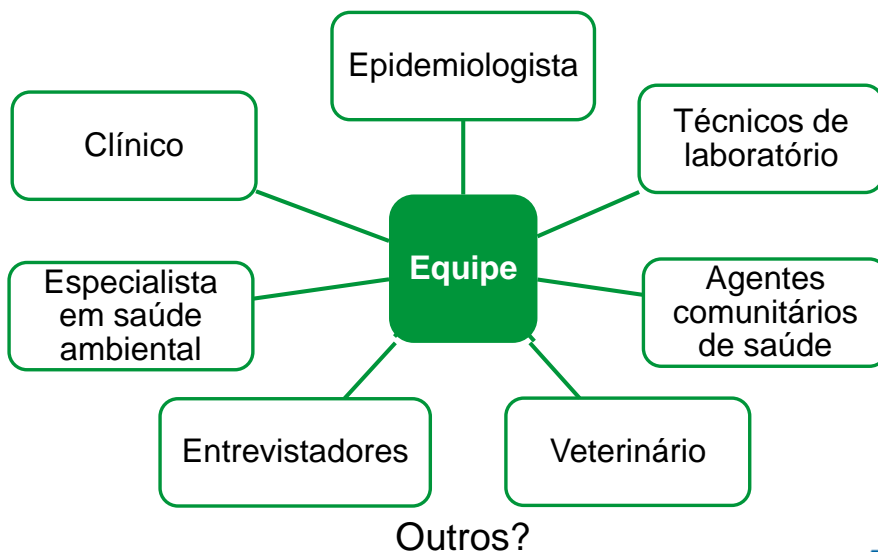 Epidemiologista
Clínico
Técnicos de
laboratório
Equipe
Especialista
em saúde
ambiental
Agentes
comunitários
de saúde
Entrevistadores
Veterinário
Outros?